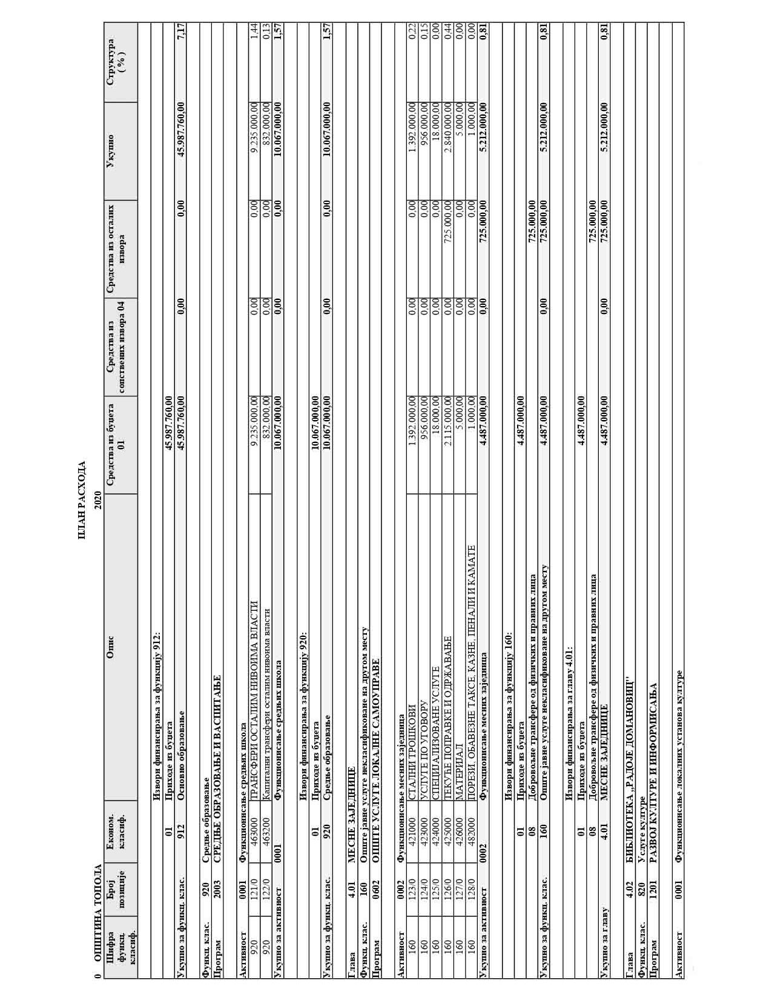 ПЛАН РАСХОДА
0 ОПШТИНА ТОПОЛА 2020
Шифра функц. класиф. Број позиције Економ. класиф. Опис Средства из буџета 01 Средства из сопствених извора 04 Средства из осталих извора Укупно Структура ( % )
Извори финансирања за функцију 912:
01 Приходе из буџета 45.987.760,00
Укупно за функц. клас. 912 Основно образовање 45.987.760,00 0,00 0,00 45.987.760,00 7,17
Функц. клас. 920 Средње образовање
Програм 2003 СРЕДЊЕ ОБРАЗОВАЊЕ И ВАСПИТАЊЕ
Активност 0001 Функционисање средњих школа
920 121/0 463000 ТРАНСФЕРИ ОСТАЛИМ НИВОИМА ВЛАСТИ 9.235.000,00 0,00 0,00 9.235.000,00 1,44
920 122/0 463200 Капитални трансфери осталим нивоима власти 832.000,00 0,00 0,00 832.000,00 0,13
Укупно за активност 0001 Функционисање средњих школа 10.067.000,00 0,00 0,00 10.067.000,00 1,57
Извори финансирања за функцију 920:
01 Приходе из буџета 10.067.000,00
Укупно за функц. клас. 920 Средње образовање 10.067.000,00 0,00 0,00 10.067.000,00 1,57
Глава 4.01 МЕСНЕ ЗАЈЕДНИЦЕ
Функц. клас. 160 Опште јавне услуге некласификоване на другом месту
Програм 0602 ОПШТЕ УСЛУГЕ ЛОКАЛНЕ САМОУПРАВЕ
Активност 0002 Функционисање месних заједница
160 123/0 421000 СТАЛНИ ТРОШКОВИ 1.392.000,00 0,00 0,00 1.392.000,00 0,22
160 124/0 423000 УСЛУГЕ ПО УГОВОРУ 956.000,00 0,00 0,00 956.000,00 0,15
160 125/0 424000 СПЕЦИЈАЛИЗОВАНЕ УСЛУГЕ 18.000,00 0,00 0,00 18.000,00 0,00
160 126/0 425000 ТЕКУЋЕ ПОПРАВКЕ И ОДРЖАВАЊЕ 2.115.000,00 0,00 725.000,00 2.840.000,00 0,44
160 127/0 426000 МАТЕРИЈАЛ 5.000,00 0,00 0,00 5.000,00 0,00
160 128/0 482000 ПОРЕЗИ, ОБАВЕЗНЕ ТАКСЕ, КАЗНЕ, ПЕНАЛИ И КАМАТЕ 1.000,00 0,00 0,00 1.000,00 0,00
Укупно за активност 0002 Функционисање месних заједница 4.487.000,00 0,00 725.000,00 5.212.000,00 0,81
Извори финансирања за функцију 160:
01 Приходе из буџета 4.487.000,00
08 Добровољне трансфере од физичких и правних лица 725.000,00
Укупно за функц. клас. 160 Опште јавне услуге некласификоване на другом месту 4.487.000,00 0,00 725.000,00 5.212.000,00 0,81
Извори финансирања за главу 4.01:
01 Приходе из буџета 4.487.000,00
08 Добровољне трансфере од физичких и правних лица 725.000,00
Укупно за главу 4.01 МЕСНЕ ЗАЈЕДНИЦЕ 4.487.000,00 0,00 725.000,00 5.212.000,00 0,81
Глава 4.02 БИБЛИОТЕКА „РАДОЈЕ ДОМАНОВИЦ''
Функц. клас. 820 Услуге културе
Програм 1201 РАЗВОЈ КУЛТУРЕ И ИНФОРМИСАЊА
Активност 0001 Функционисање локалних установа културе